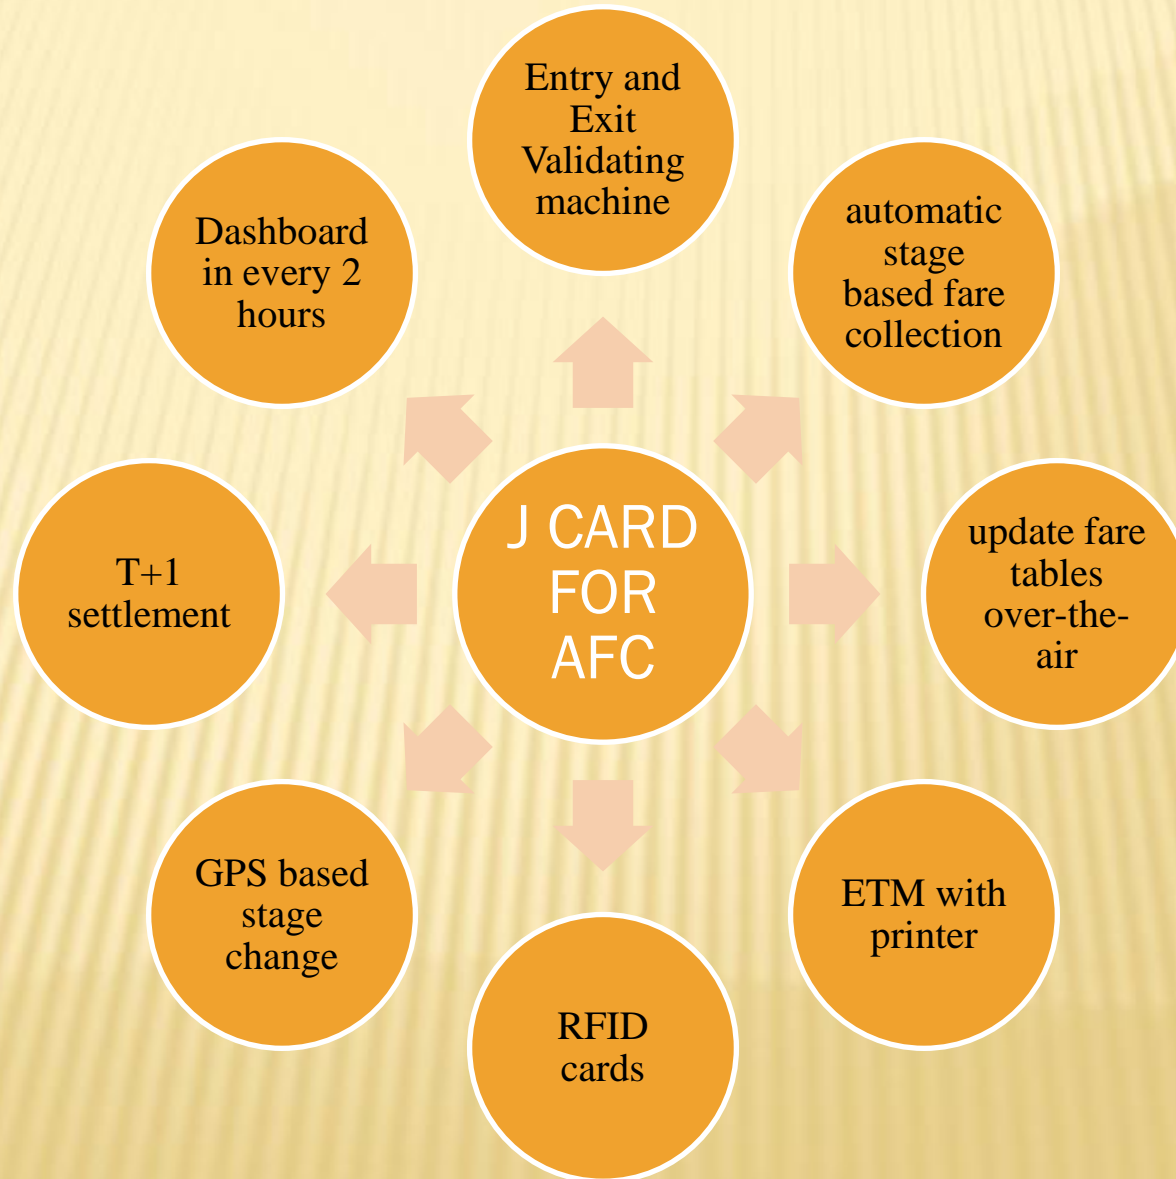 Entry and
Exit
Validating
machine
automatic
stage
based fare
collection
update fare
tables
over-the-
air
ETM with
printer
RFID
cards
GPS based
stage
change
T+1
settlement
Dashboard
in every 2
hours
J CARD
FOR
AFC